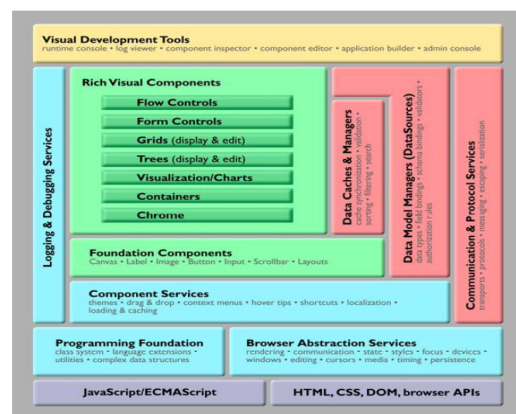 Visual Development Tools
runtime console • log viewer • component inspector • component editor • application builder • admin console
Logging & Debugging Services
Rich Visual Components
Flow Controls
Form Controls
Grids (display & edit)
Trees (display & edit)
Visualization/Charts
Containers
Chrome
Data Caches & Managers
cache synchronization • validation •
sorting • filtering • search
Data Model Managers (DataSources)
data types • field bindings • schema bindings • validators •
authorization rules
Communication & Protocol Services
transports • protocols • messaging • escaping • serialization
Foundation Components
Canvas • Label • Image • Button • Input • Scrollbar • Layouts
Component Services
themes • drag & drop • context menus • hover tips • shortcuts • localization •
loading & caching
Programming Foundation
class system • language extensions •
utilities • complex data structures
Browser Abstraction Services
rendering • communication • state • styles • focus • devices •
windows • editing • cursors • media • timing • persistence
JavaScript/ECMAScript
HTML, CSS, DOM, browser APIs